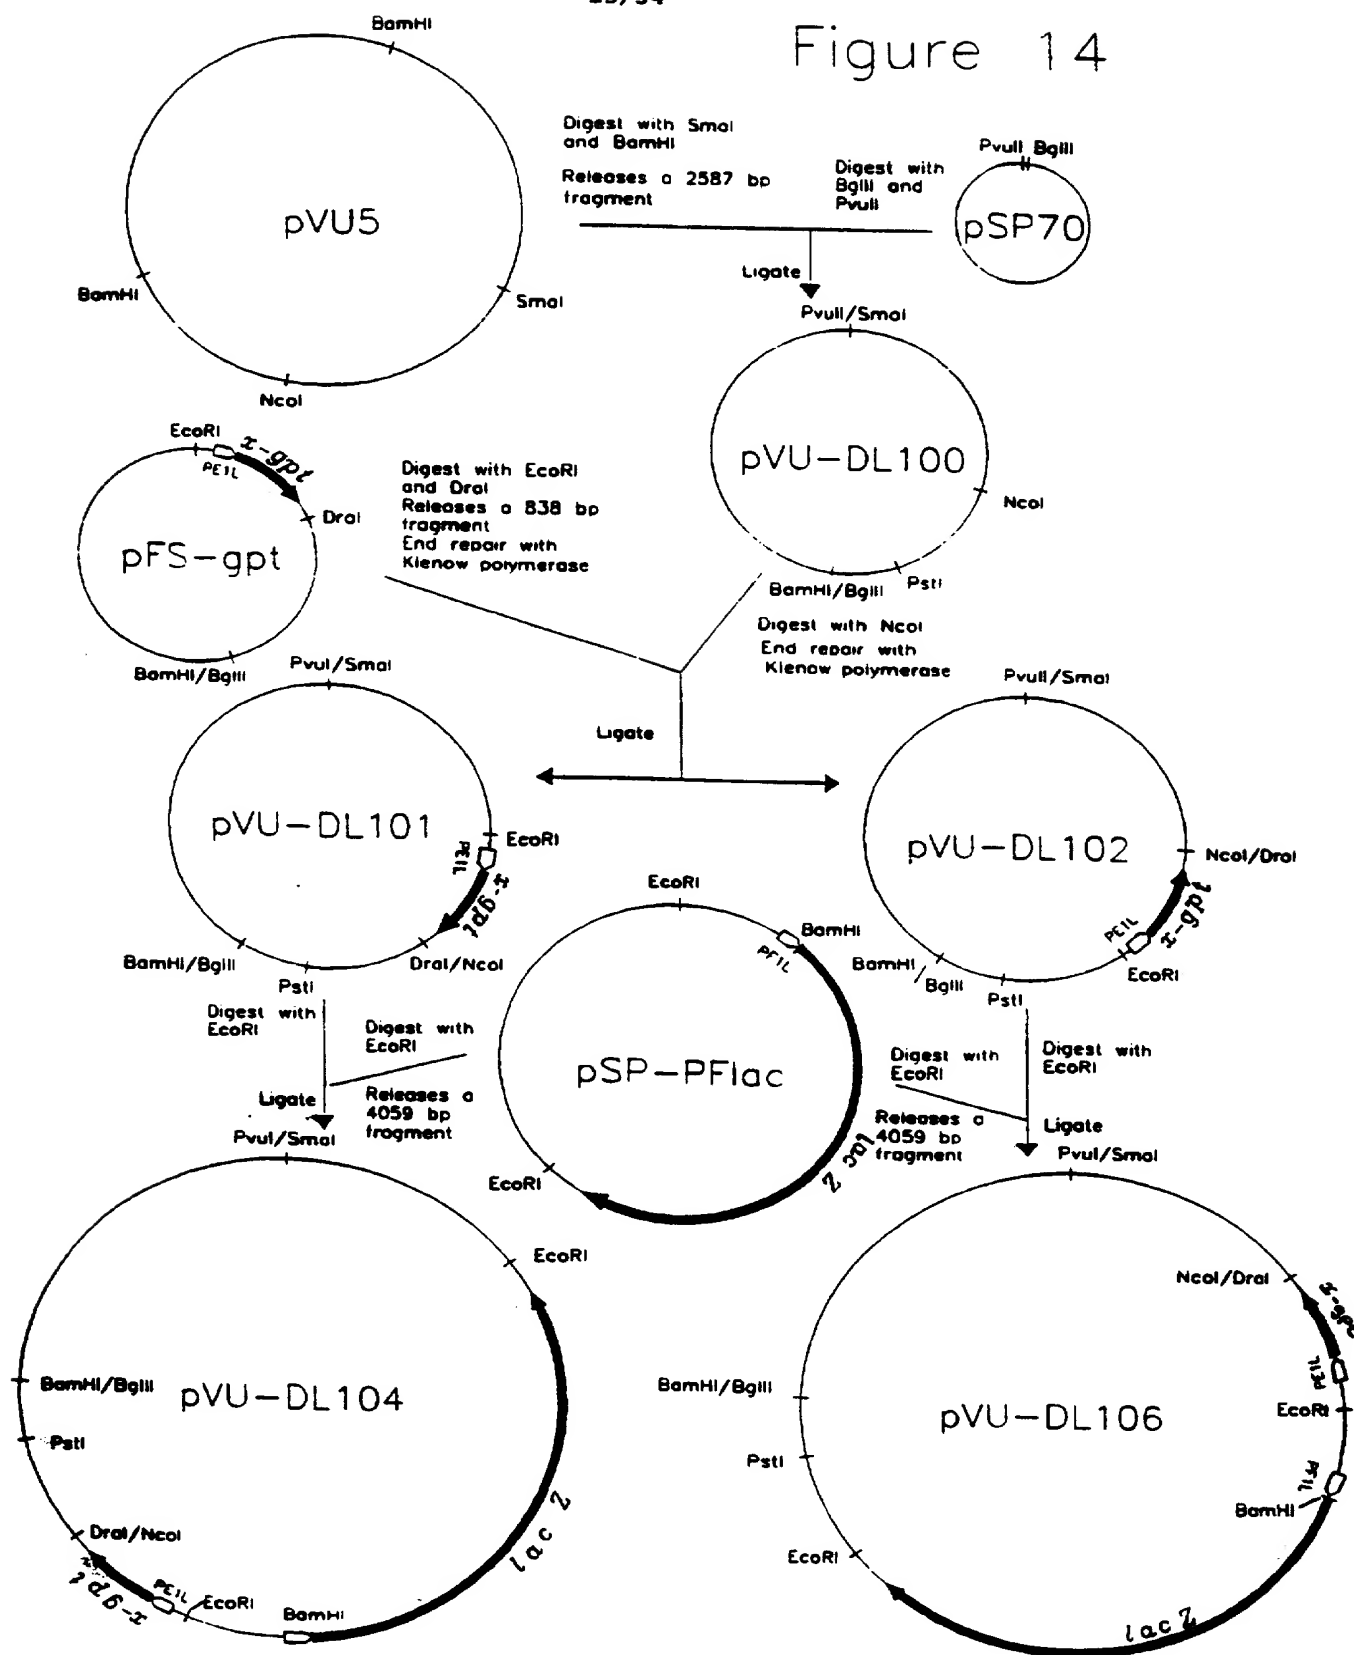 Figure 14
BamHI
pVU5
BamHI
SmaI
NcoI
Digest with SmaI
and BamHI
Releases a 2587 bp
fragment
Digest with
BglII and
PvuII
PvuII BglII
pSP70
Ligate
PvuII/SmaI
pVU-DL100
NcoI
PstI
BamHI/BglII
EcoRI
PE1L
x-gpt
DraI
pFS-gpt
BamHI/BglII
Digest with EcoRI
and DraI
Releases a 838 bp
fragment
End repair with
Klenow polymerase
Digest with NcoI
End repair with
Klenow polymerase
Ligate
PvuI/SmaI
pVU-DL101
EcoRI
PE1L
x-gpt
DraI/NcoI
PstI
BamHI/BglII
PvuII/SmaI
pVU-DL102
NcoI/DraI
x-gpt
PE1L
EcoRI
PstI
BamHI
/BglII
EcoRI
BamHI
PF1L
pSP-PFlac
lac Z
EcoRI
Digest with
EcoRI
Digest with
EcoRI
Ligate
Releases a
4059 bp
fragment
Digest with
EcoRI
Digest with
EcoRI
Releases a
4059 bp
fragment
Ligate
PvuI/SmaI
EcoRI
pVU-DL104
BamHI/BglII
PstI
DraI/NcoI
x-gpt
PE1L
EcoRI
BamHI
lac Z
PvuI/SmaI
NcoI/DraI
x-gpt
PE1L
EcoRI
PF1L
BamHI
pVU-DL106
BamHI/BglII
PstI
EcoRI
lac Z